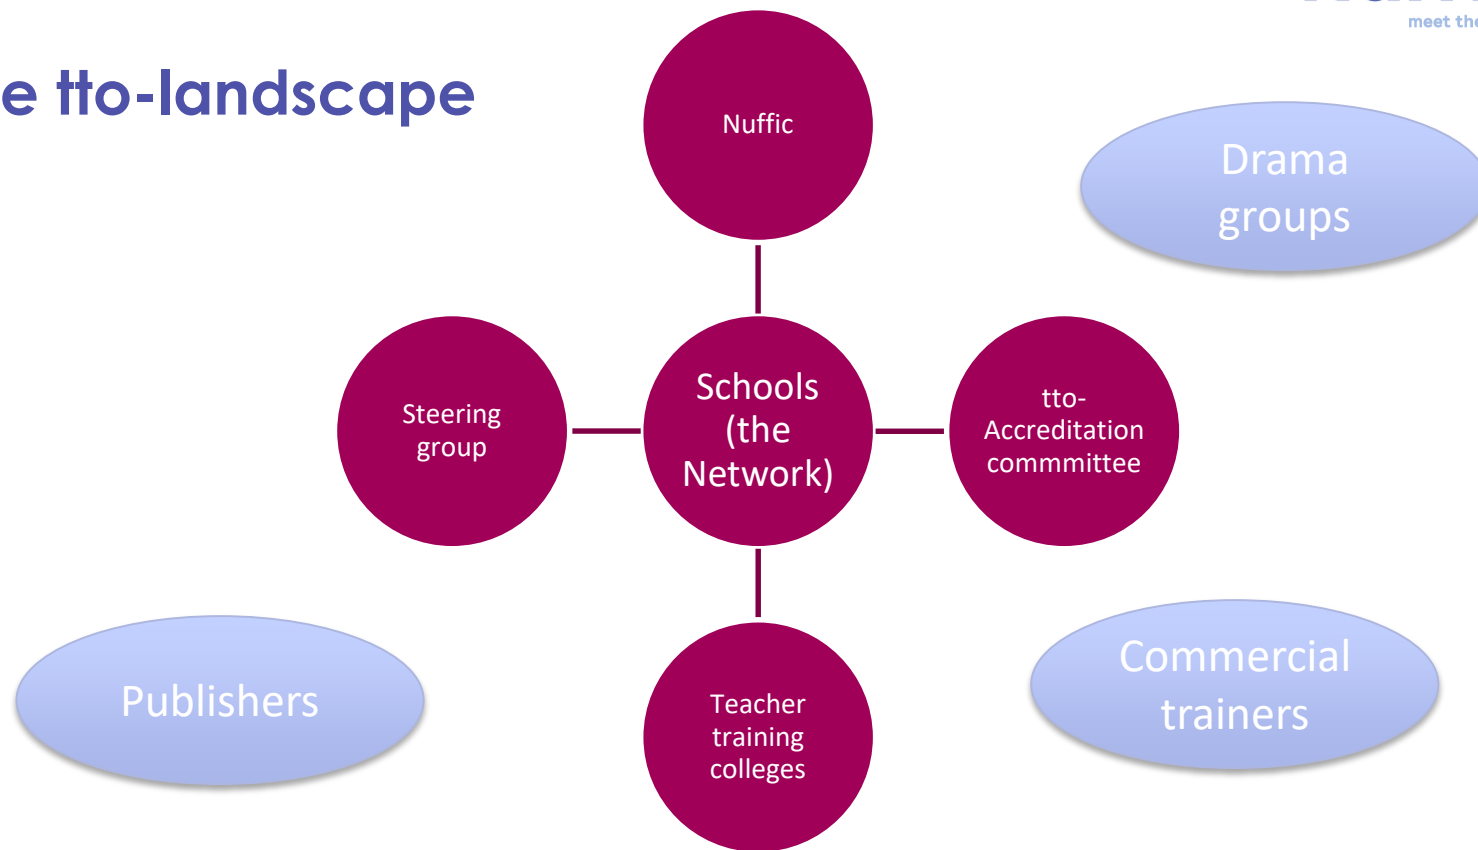 meet the
e tto-landscape
Nuffic
Drama
groups
Steering
group
Schools
(the
Network)
tto-
Accreditation
commmittee
Publishers
Teacher
training
colleges
Commercial
trainers